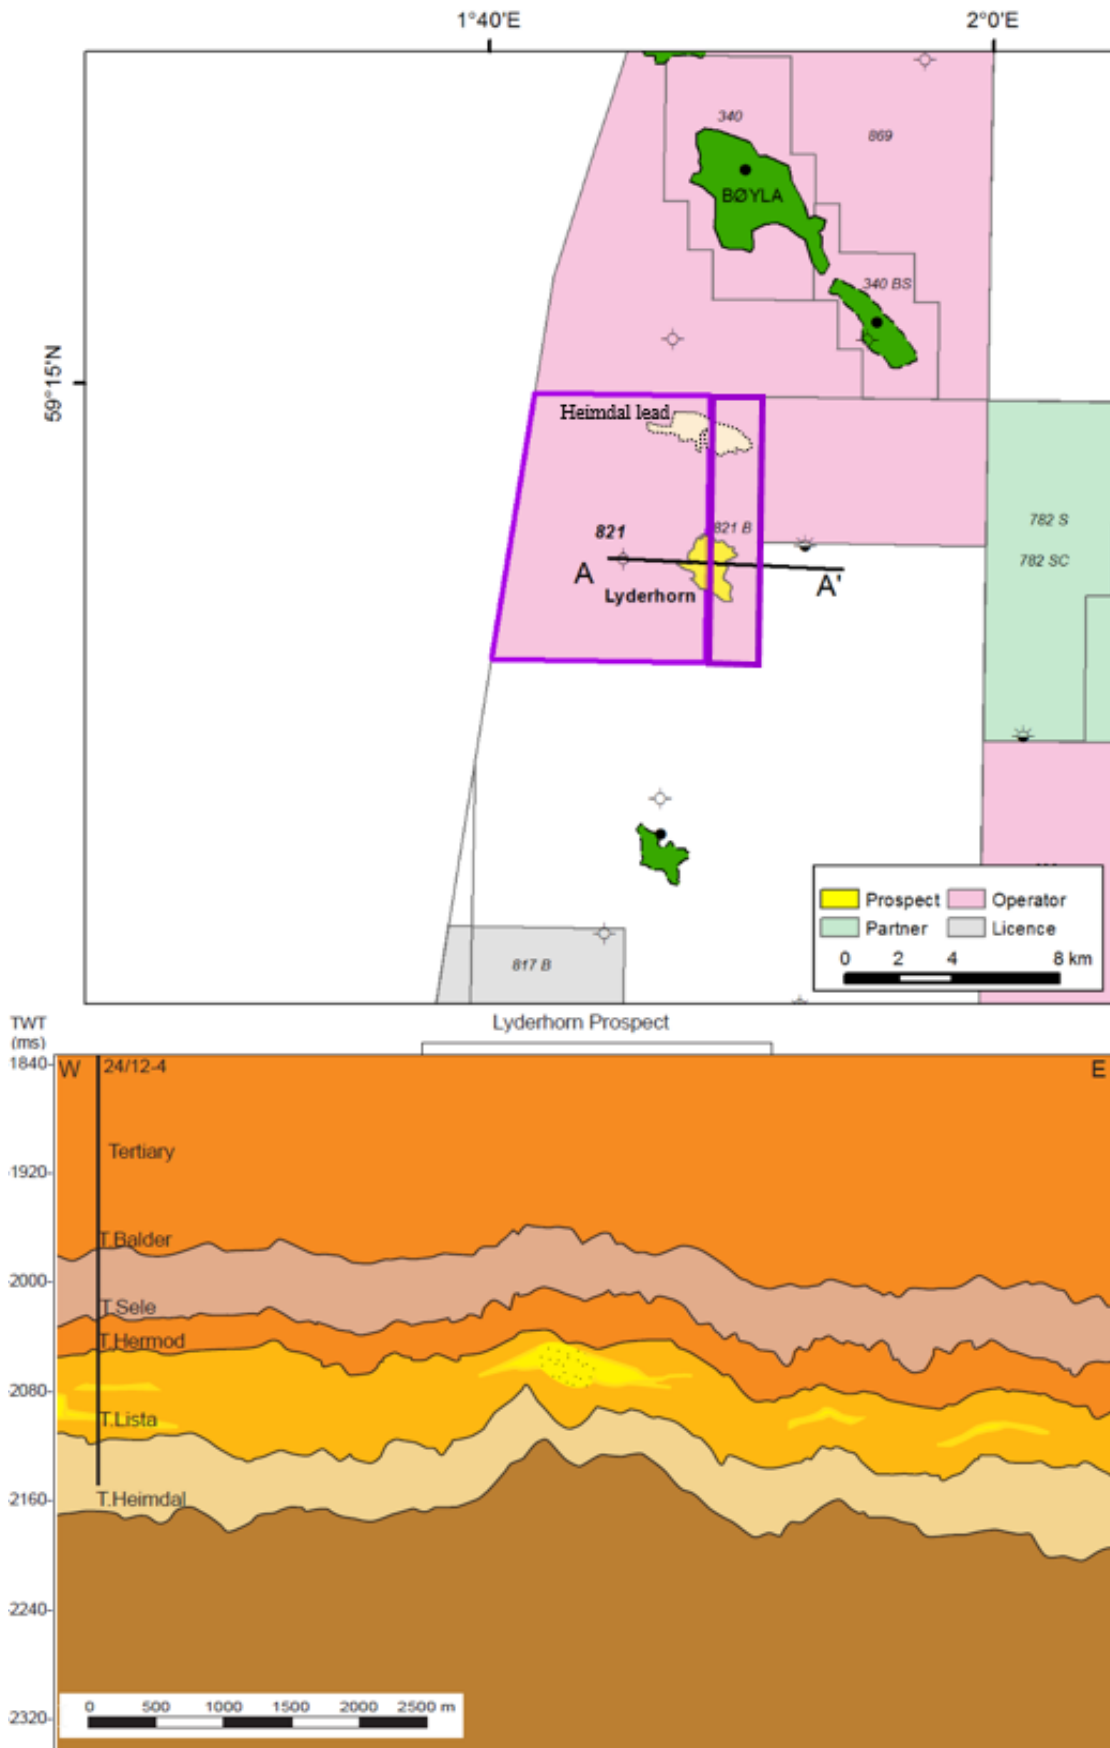 1°40'E 2°0'E
59°15'N
340
869
BØYLA
340 BS
Heimdal lead
821
821 B
782 S
782 SC
A
A'
Lyderhorn
Prospect Operator
Partner Licence
0 2 4 8 km
817 B
TWT
(ms)
Lyderhorn Prospect
W 24/12-4 E
1840
Tertiary
1920
T.Balder
2000
T.Sele
T.Hermod
2080
T.Lista
2160
T.Heimdal
2240
0 500 1000 1500 2000 2500 m
2320